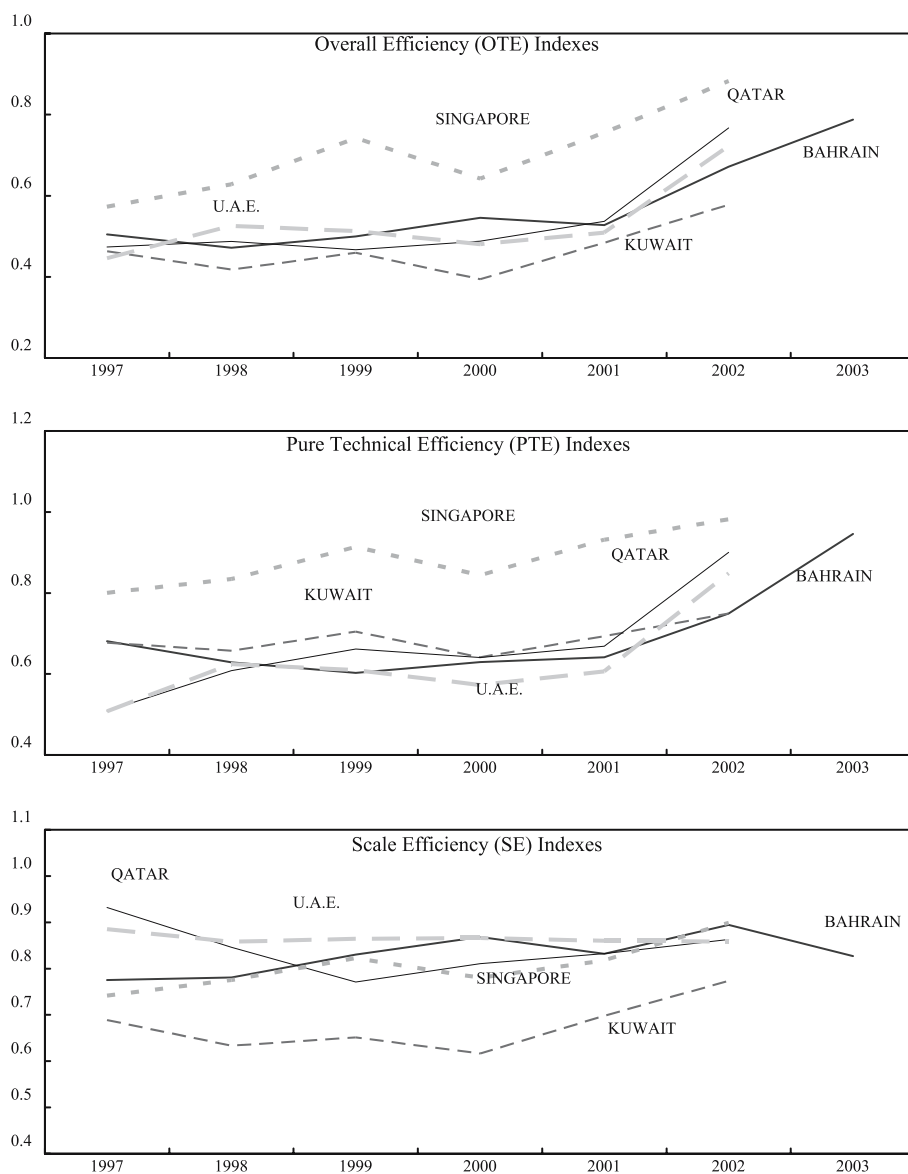 1.0
Overall Efficiency (OTE) Indexes
0.8
QATAR
SINGAPORE
BAHRAIN
0.6
U.A.E.
KUWAIT
0.4
0.2
1997 1998 1999 2000 2001 2002 2003
1.2
Pure Technical Efficiency (PTE) Indexes
1.0
SINGAPORE
QATAR
0.8
KUWAIT
BAHRAIN
0.6
U.A.E.
0.4
1997 1998 1999 2000 2001 2002 2003
1.1
Scale Efficiency (SE) Indexes
1.0
QATAR
U.A.E.
0.9
BAHRAIN
0.8
SINGAPORE
0.7
KUWAIT
0.6
0.5
0.4
1997 1998 1999 2000 2001 2002 2003